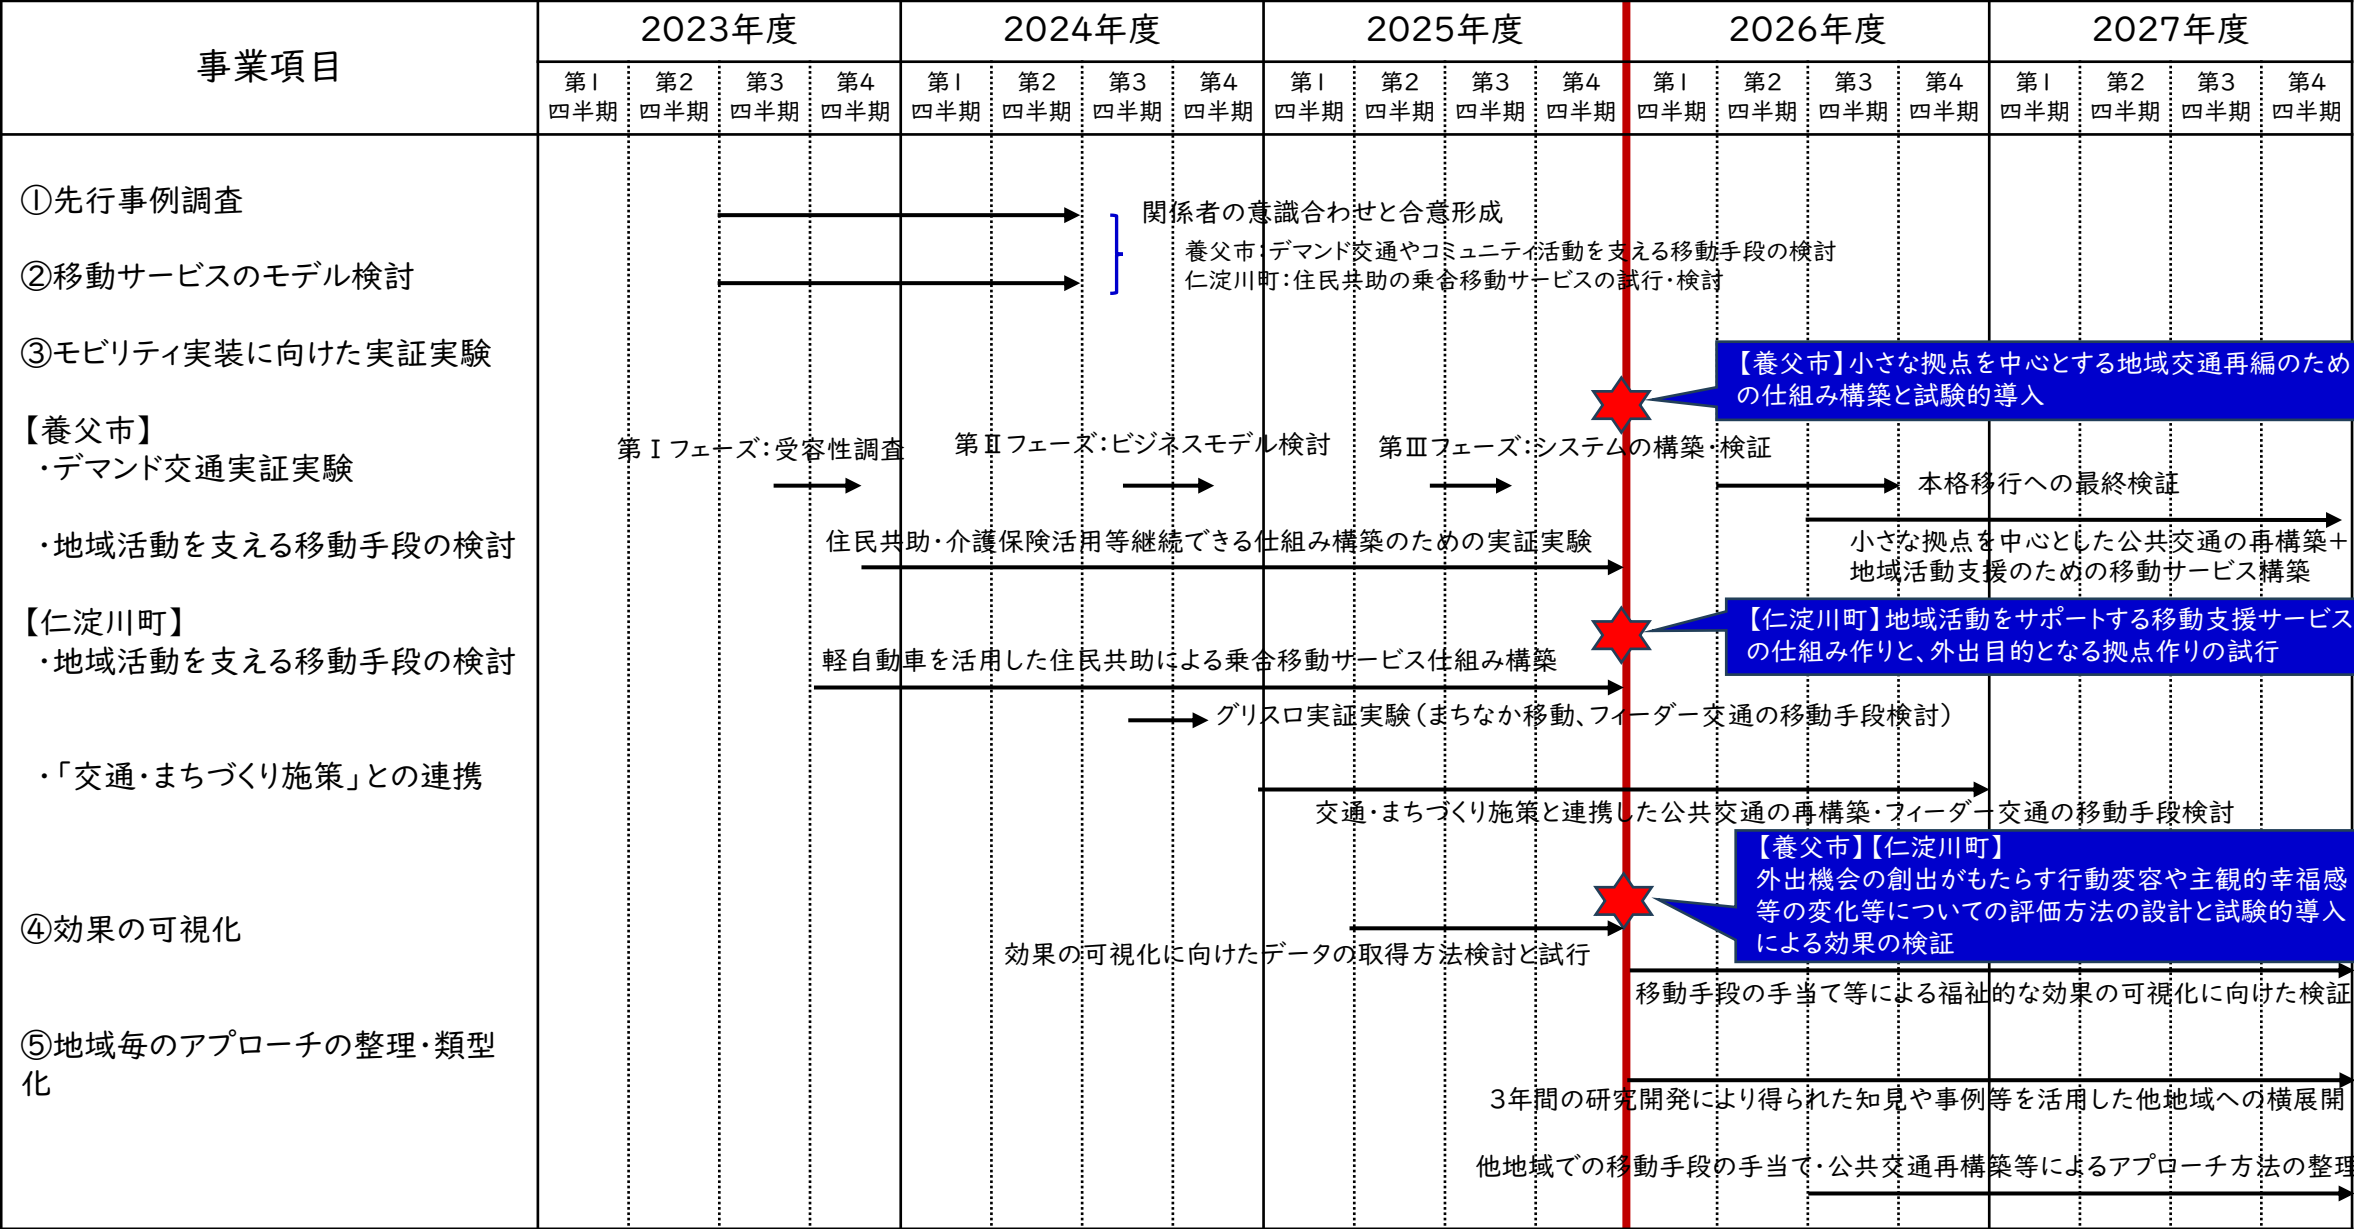 事業項目
2023年度
2024年度
2025年度
2026年度
2027年度
第1
四半期
第2
四半期
第3
四半期
第4
四半期
第1
四半期
第2
四半期
第3
四半期
第4
四半期
第1
四半期
第2
四半期
第3
四半期
第4
四半期
第1
四半期
第2
四半期
第3
四半期
第4
四半期
第1
四半期
第2
四半期
第3
四半期
第4
四半期
①先行事例調査
関係者の意識合わせと合意形成
養父市：デマンド交通やコミュニティ活動を支える移動手段の検討
②移動サービスのモデル検討
仁淀川町：住民共助の乗合移動サービスの試行・検討
③モビリティ実装に向けた実証実験
【養父市】小さな拠点を中心とする地域交通再編のため
の仕組み構築と試験的導入
【養父市】
第Ⅰフェーズ：受容性調査
第Ⅱフェーズ：ビジネスモデル検討
第Ⅲフェーズ：システムの構築・検証
・デマンド交通実証実験
本格移行への最終検証
・地域活動を支える移動手段の検討
住民共助・介護保険活用等継続できる仕組み構築のための実証実験
小さな拠点を中心とした公共交通の再構築＋
地域活動支援のための移動サービス構築
【仁淀川町】
【仁淀川町】地域活動をサポートする移動支援サービス
の仕組み作りと、外出目的となる拠点作りの試行
・地域活動を支える移動手段の検討
軽自動車を活用した住民共助による乗合移動サービス仕組み構築
グリスロ実証実験（まちなか移動、フィーダー交通の移動手段検討）
・「交通・まちづくり施策」との連携
交通・まちづくり施策と連携した公共交通の再構築・フィーダー交通の移動手段検討
【養父市】【仁淀川町】
外出機会の創出がもたらす行動変容や主観的幸福感
等の変化等についての評価方法の設計と試験的導入
による効果の検証
④効果の可視化
効果の可視化に向けたデータの取得方法検討と試行
移動手段の手当て等による福祉的な効果の可視化に向けた検証
⑤地域毎のアプローチの整理・類型
化
3年間の研究開発により得られた知見や事例等を活用した他地域への横展開
他地域での移動手段の手当て・公共交通再構築等によるアプローチ方法の整理